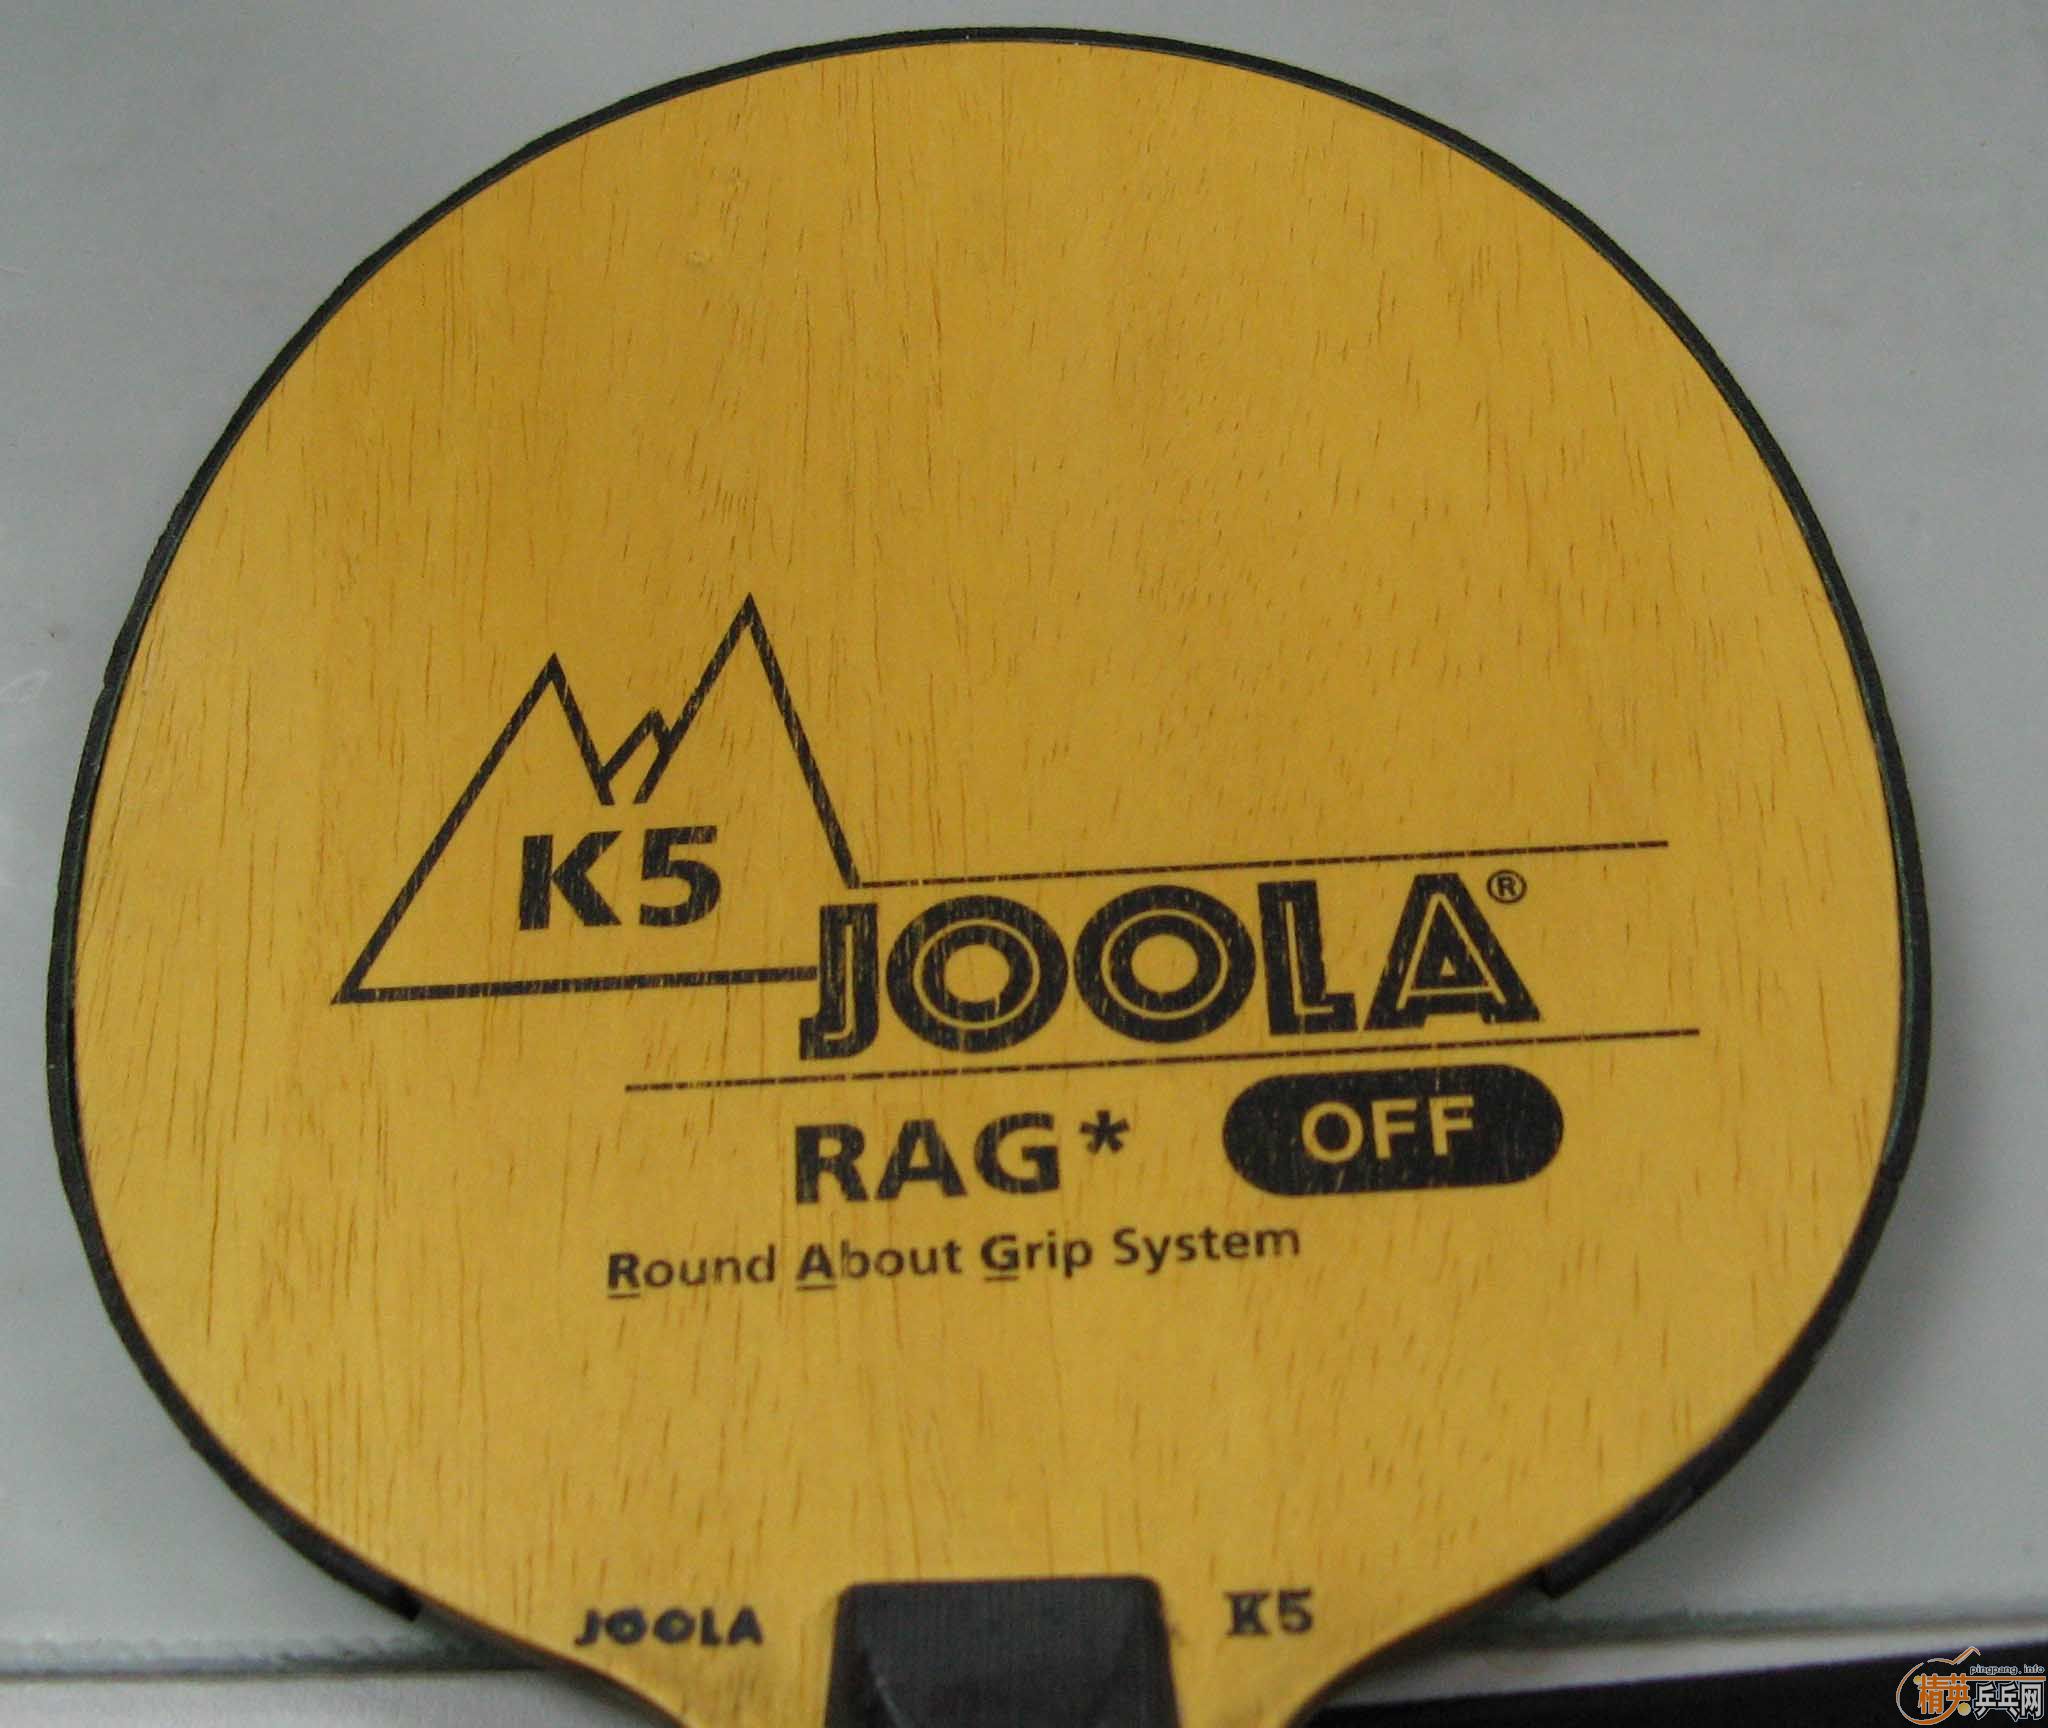 K5
JOOLA®
RAG* OFF
Round About Grip System
JOOLA K5
pingpang.info
精英乒乓网